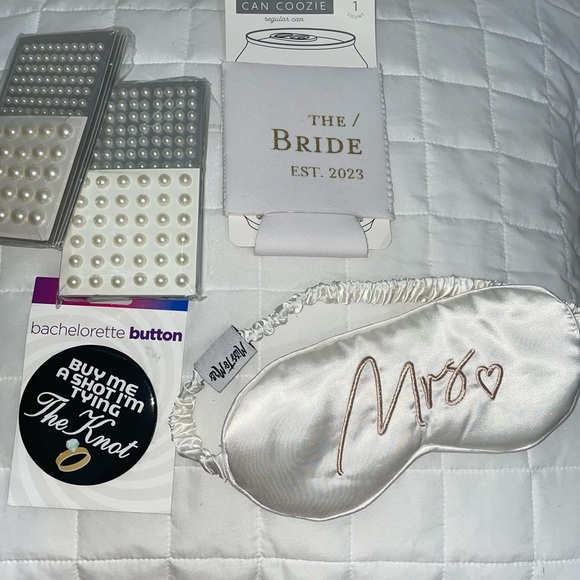 CAN COOZIE
regular can
1
THE /
BRIDE
EST. 2023
bachelorette button
BUY ME
A SHOT I'M
TYING
The Knot
Mrs ♡